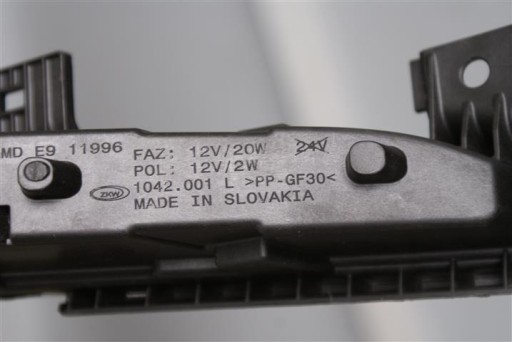 MD E9 11996
FAZ: 12V/20W 24V
POL: 12V/2W
ZKW 1042.001 L >PP-GF30<
MADE IN SLOVAKIA